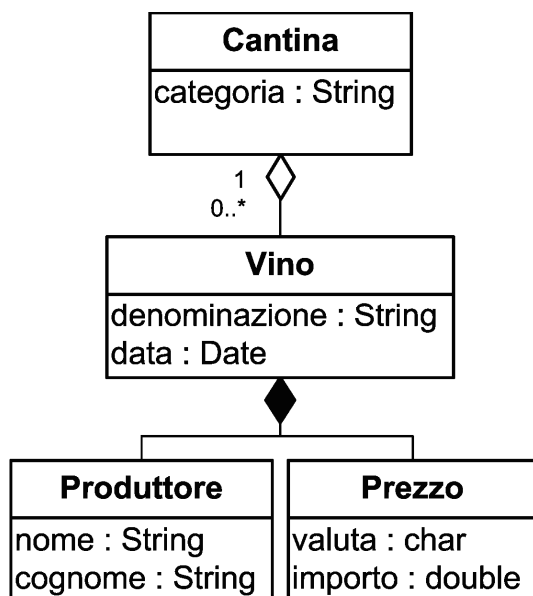 Cantina
categoria : String
1
0..*
Vino
denominazione : String
data : Date
Produttore
nome : String
cognome : String
Prezzo
valuta : char
importo : double